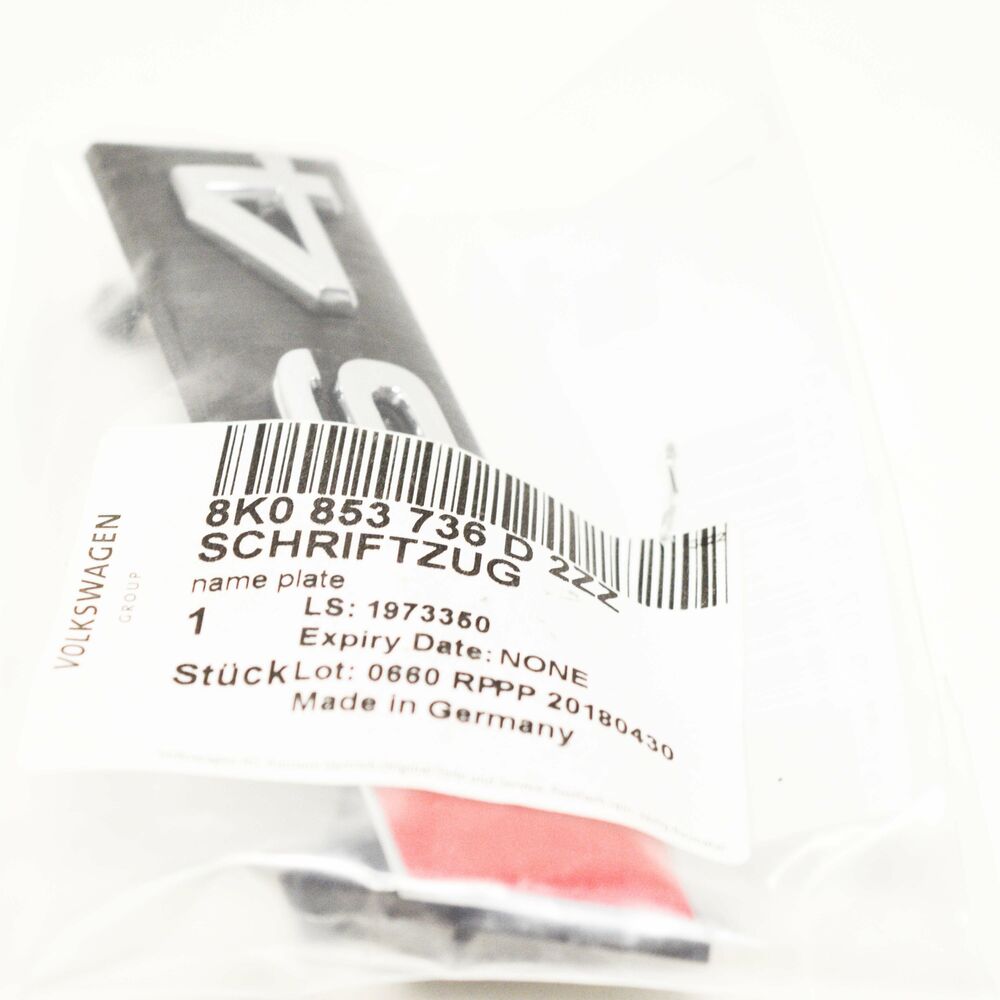 4
S
8K0 853 736 D 2ZZ
SCHRIFTZUG
name plate
1
Stück
LS: 1973350
Expiry Date: NONE
Lot: 0660 RPPP 20180430
Made in Germany
VOLKSWAGEN
GROUP